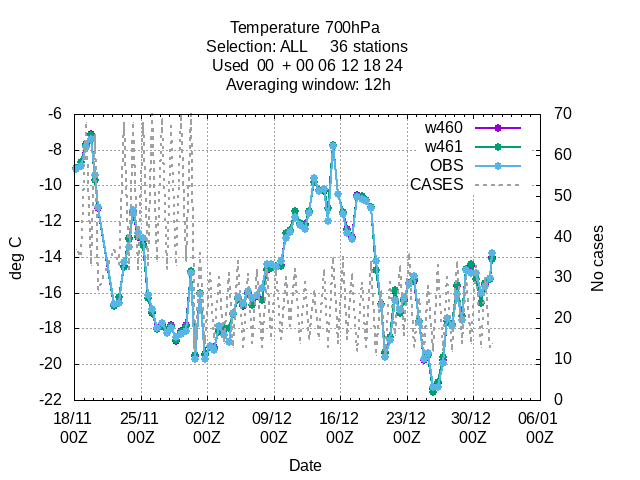 Temperature 700hPa
Selection: ALL     36 stations
Used  00  + 00 06 12 18 24
Averaging window: 12h
-6
-8
-10
-12
-14
-16
-18
-20
-22
deg C
w460
w461
OBS
CASES
70
60
50
40
30
20
10
0
No cases
18/11 25/11 02/12 09/12 16/12 23/12 30/12 06/01
00Z 00Z 00Z 00Z 00Z 00Z 00Z 00Z
Date